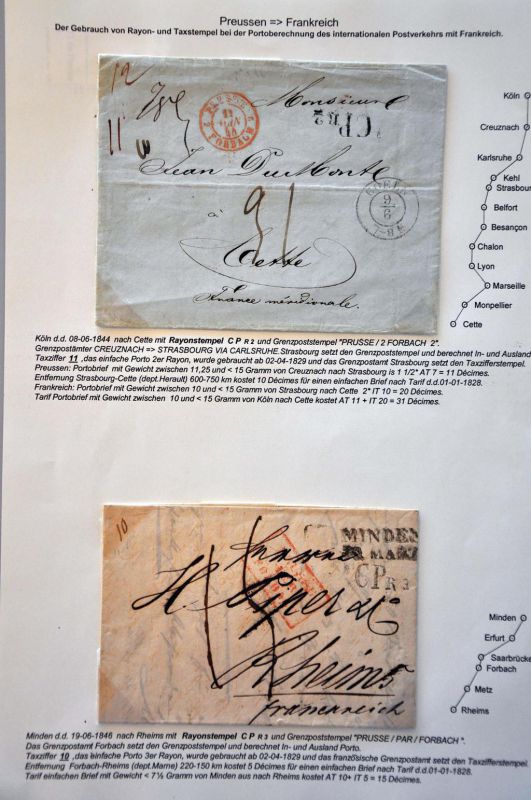 Preussen => Frankreich
Der Gebrauch von Rayon- und Taxstempel bei der Portoberechnung des internationalen Postverkehrs mit Frankreich.
12
11
Monsieur
PRUSSE
FORBACH
CP R 2
Jean DuMont
à
Cette
France méridionale.
9
6
Köln
Creuznach
Karlsruhe
Kehl
Strasbourg
Belfort
Besançon
Chalon
Lyon
Marseille
Monpellier
Cette
Köln d.d. 08-06-1844 nach Cette mit Rayonstempel C P R 2 und Grenzpoststempel "PRUSSE / 2 FORBACH 2".
Grenzpostämter CREUZNACH => STRASBOURG VIA CARLSRUHE.Strasbourg setzt den Grenzpoststempel und berechnet In- und Ausland
Taxziffer 11 ,das einfache Porto 2er Rayon, wurde gebraucht ab 02-04-1829 und das Grenzpostamt Strasbourg setzt den Taxzifferstempel.
Preussen: Portobrief mit Gewicht zwischen 11,25 und < 15 Gramm von Creuznach nach Strasbourg is 1 1/2* AT 7 = 11 Décimes.
Entfernung Strasbourg-Cette (dept.Herault) 600-750 km kostet 10 Décimes für einen einfachen Brief nach Tarif d.d.01-01-1828.
Frankreich: Portobrief mit Gewicht zwischen 10 und < 15 Gramm von Strasbourg nach Cette 2* IT 10 = 20 Décimes.
Tarif Portobrief mit Gewicht zwischen 10 und < 15 Gramm von Köln nach Cette kostet AT 11 + IT 20 = 31 Décimes.
10
MINDEN
CP R 3
Rheims
franckreich
Minden
Erfurt
Saarbrücke
Forbach
Metz
Rheims
Minden d.d. 19-06-1846 nach Rheims mit Rayonstempel C P R 3 und Grenzpoststempel "PRUSSE / PAR / FORBACH ".
Das Grenzpostamt Forbach setzt den Grenzpoststempel und berechnet In- und Ausland Porto.
Taxziffer 10 ,das einfache Porto 3er Rayon, wurde gebraucht ab 02-04-1829 und das französische Grenzpostamt setzt den Taxzifferstempel.
Entfernung Forbach-Rheims (dept.Marne) 220-150 km kostet 5 Décimes für einen einfachen Brief nach Tarif d.d.01-01-1828.
Tarif einfachen Brief mit Gewicht < 7½ Gramm von Minden aus nach Rheims kostet AT 10+ IT 5 = 15 Décimes.